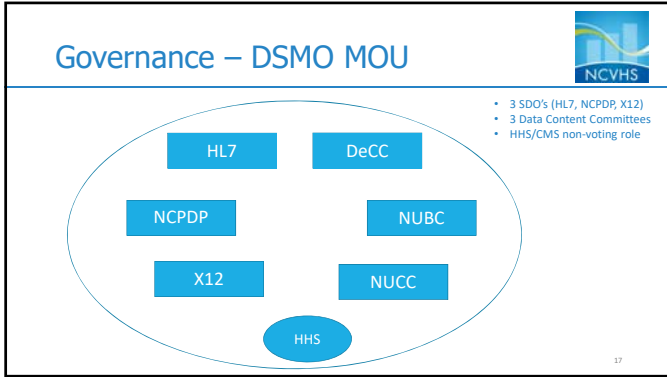 Governance – DSMO MOU
NCVHS
• 3 SDO's (HL7, NCPDP, X12)
• 3 Data Content Committees
• HHS/CMS non-voting role
HL7
DeCC
NCPDP
NUBC
X12
NUCC
HHS
17